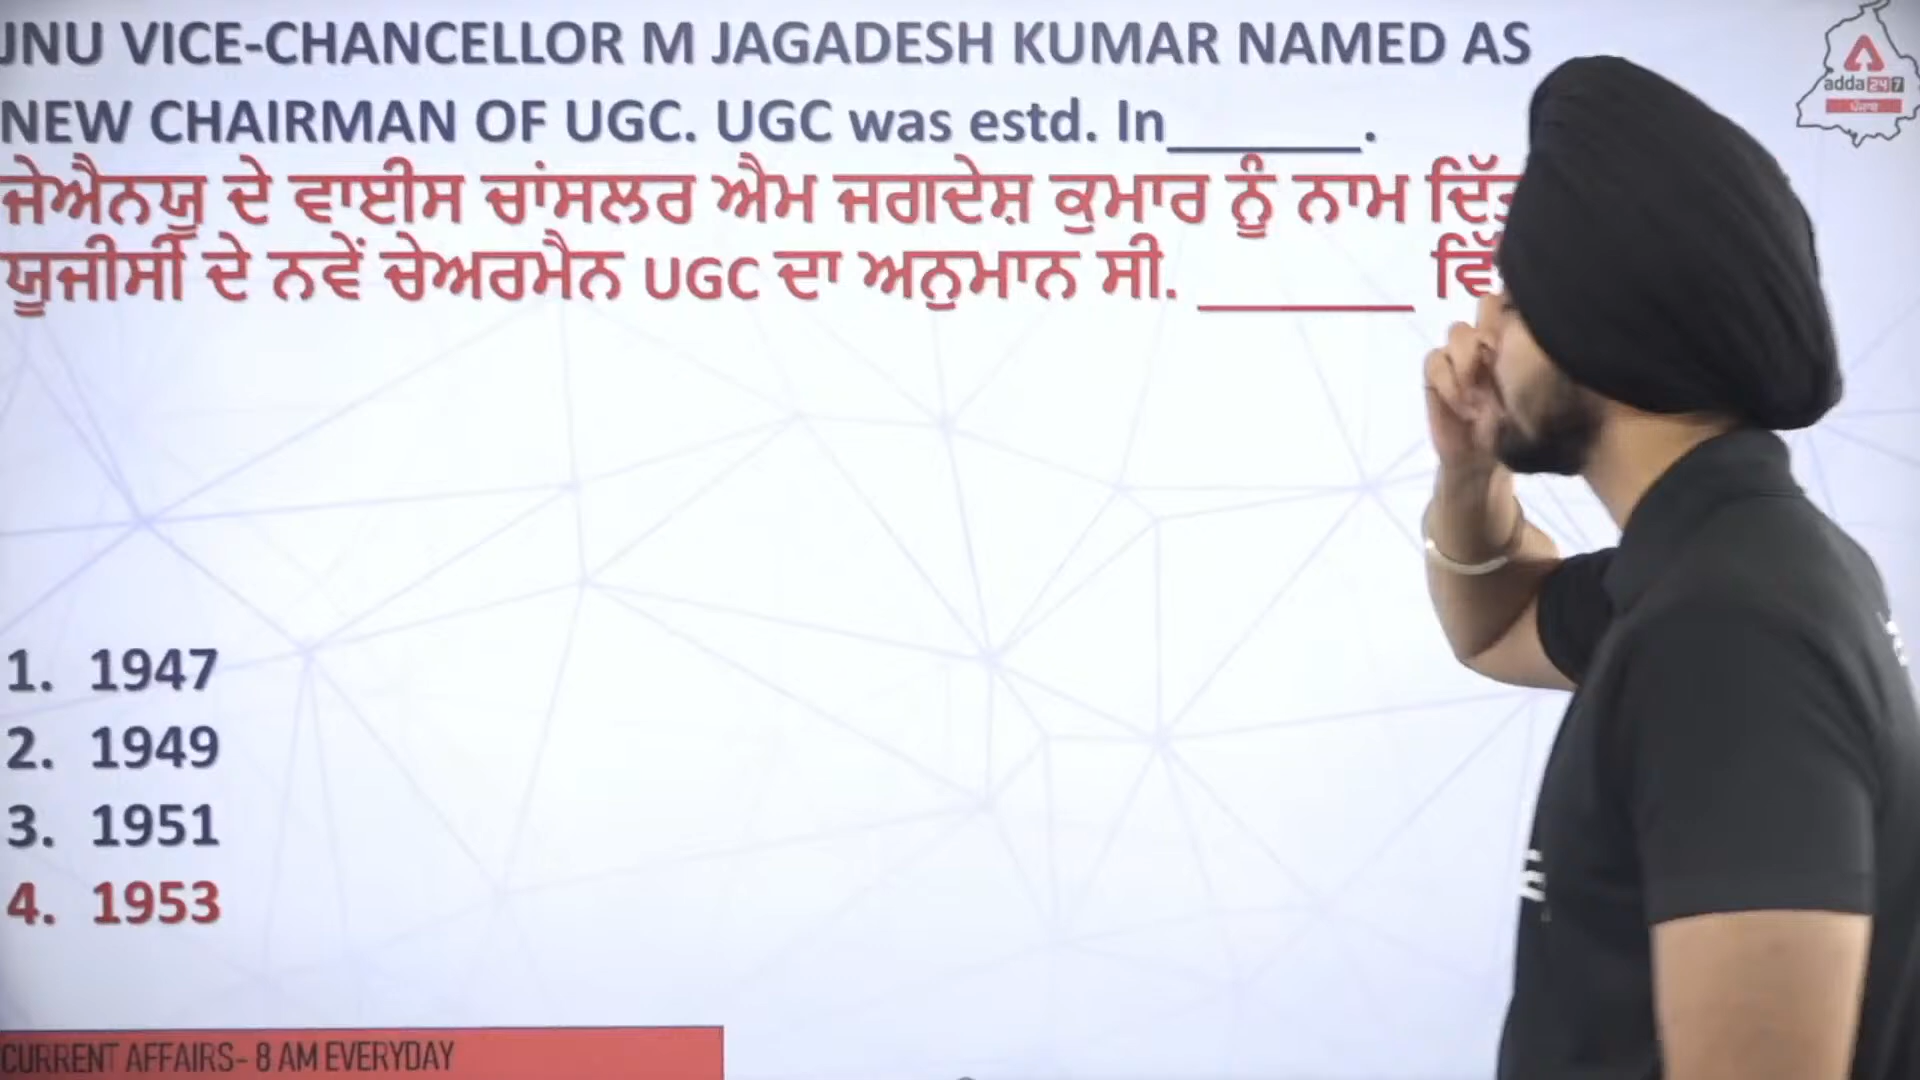 JNU VICE-CHANCELLOR M JAGADESH KUMAR NAMED AS
NEW CHAIRMAN OF UGC. UGC was estd. In______.
ਜੇਐਨਯੂ ਦੇ ਵਾਈਸ ਚਾਂਸਲਰ ਐਮ ਜਗਦੇਸ਼ ਕੁਮਾਰ ਨੂੰ ਨਾਮ
ਯੂਜੀਸੀ ਦੇ ਨਵੇਂ ਚੇਅਰਮੈਨ UGC ਦਾ ਅਨੁਮਾਨ ਸੀ. _______
1. 1947
2. 1949
3. 1951
4. 1953
CURRENT AFFAIRS- 8 AM EVERYDAY
adda 247
ਪੰਜਾਬ